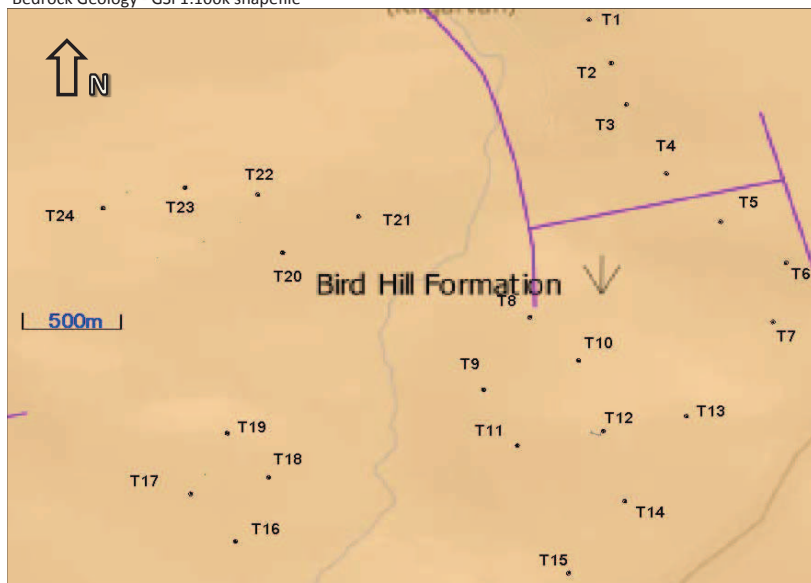 Bedrock Geology - GSI 1:100k shapefile
(Kilgarvan)
T1
N
T2
T3
T4
T22
T24
T23
T21
T5
T20
T6
Bird Hill Formation
T8
500m
T7
T10
T9
T13
T12
T19
T11
T18
T17
T14
T16
T15